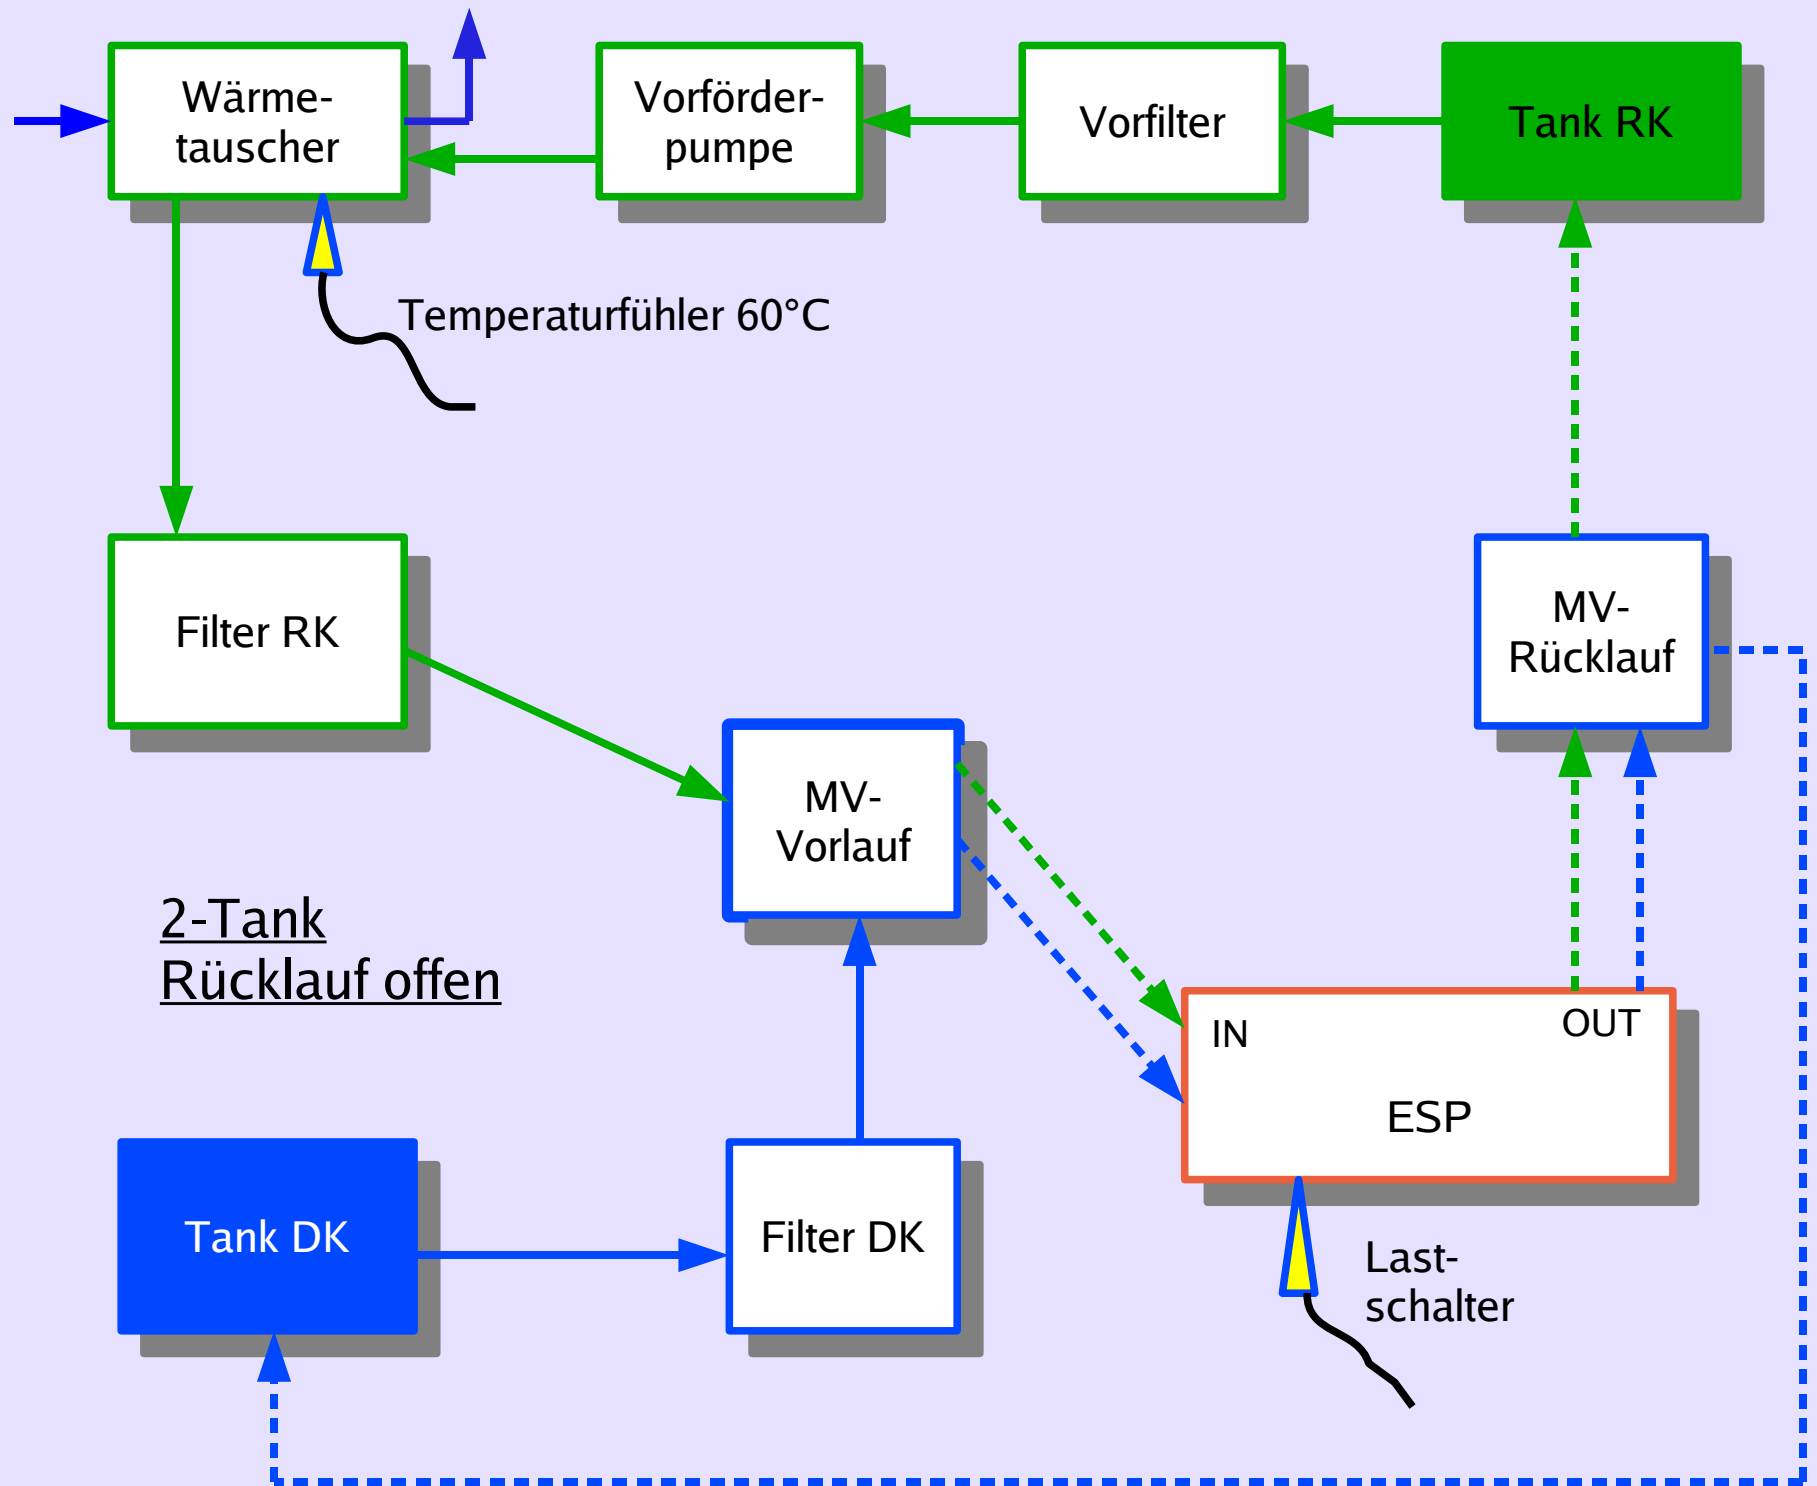 Wärme-
tauscher
Vorförder-
pumpe
Vorfilter
Tank RK
Temperaturfühler 60°C
Filter RK
MV-
Rücklauf
MV-
Vorlauf
2-Tank
Rücklauf offen
IN
OUT
ESP
Tank DK
Filter DK
Last-
schalter